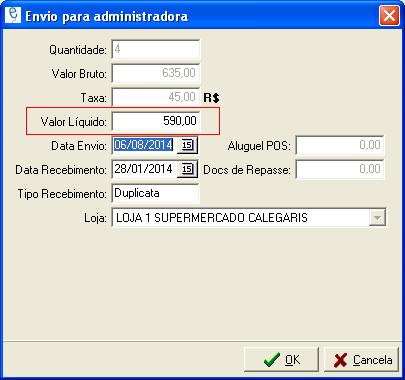 Envio para administradora
Quantidade: 4
Valor Bruto: 635,00
Taxa: 45,00 R$
Valor Líquido: 590,00
Data Envio: 06/08/2014 15 Aluguel POS: 0,00
Data Recebimento: 28/01/2014 15 Docs de Repasse: 0,00
Tipo Recebimento: Duplicata
Loja: LOJA 1 SUPERMERCADO CALEGARIS
OK Cancela